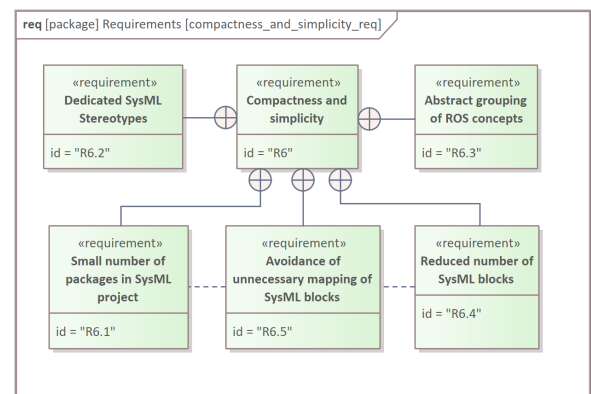 req [package] Requirements [compactness_and_simplicity_req]
«requirement»
Dedicated SysML
Stereotypes
id = "R6.2"
«requirement»
Compactness and
simplicity
id = "R6"
«requirement»
Abstract grouping
of ROS concepts
id = "R6.3"
«requirement»
Small number of
packages in SysML
project
id = "R6.1"
«requirement»
Avoidance of
unnecessary mapping of
SysML blocks
id = "R6.5"
«requirement»
Reduced number of
SysML blocks
id = "R6.4"